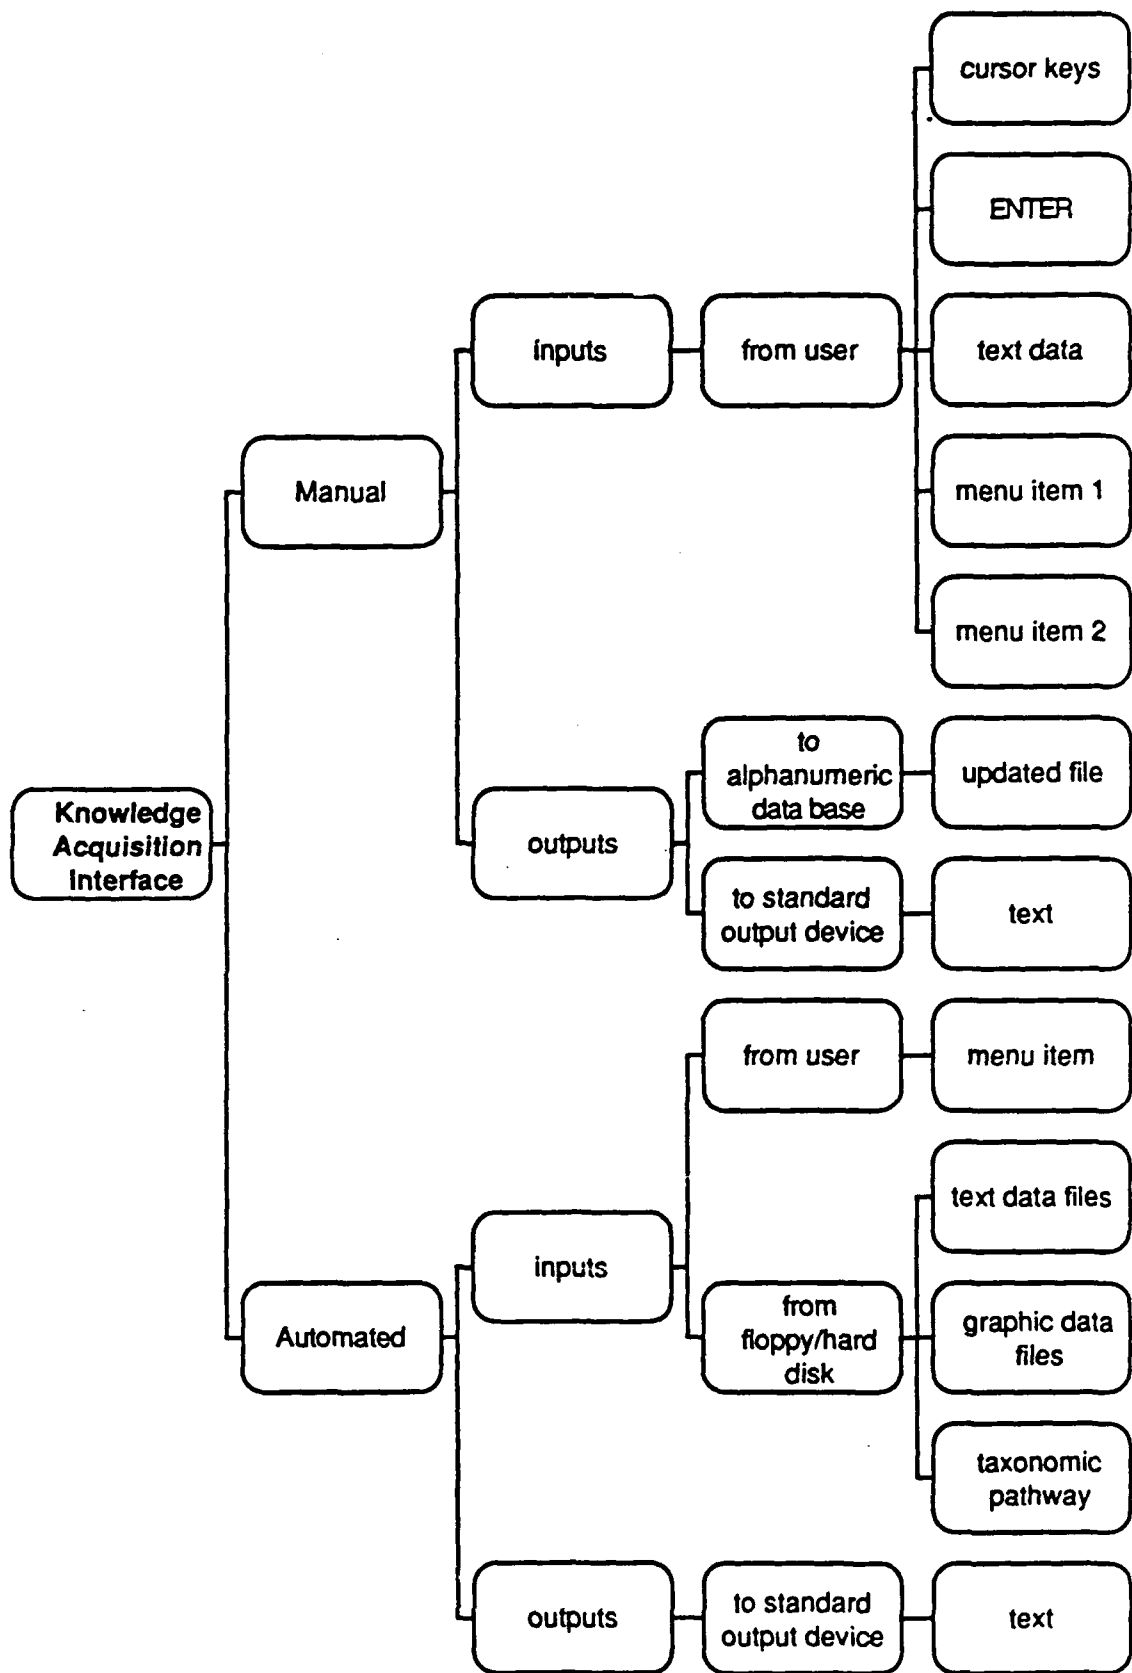 cursor keys
ENTER
inputs
from user
text data
Manual
menu item 1
menu item 2
to
alphanumeric
data base
updated file
Knowledge
Acquisition
Interface
outputs
to standard
output device
text
from user
menu item
text data files
inputs
Automated
from
floppy/hard
disk
graphic data
files
taxonomic
pathway
outputs
to standard
output device
text